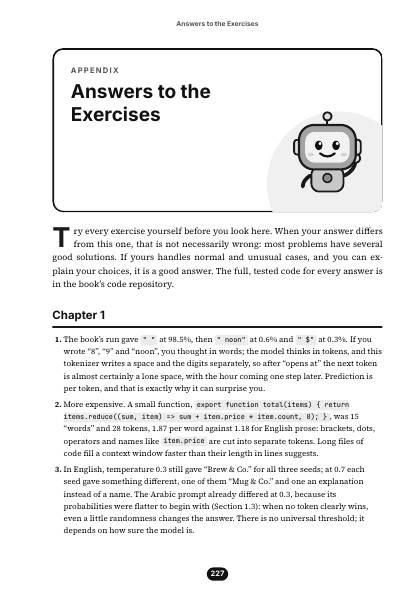 Answers to the Exercises
APPENDIX
Answers to the
Exercises
Try every exercise yourself before you look here. When your answer differs
from this one, that is not necessarily wrong: most problems have several
good solutions. If yours handles normal and unusual cases, and you can ex-
plain your choices, it is a good answer. The full, tested code for every answer is
in the book's code repository.
Chapter 1
1. The book's run gave " " at 98.5%, then " noon" at 0.6% and " $" at 0.3%. If you
wrote “8”, “9” and “noon”, you thought in words; the model thinks in tokens, and this
tokenizer writes a space and the digits separately, so after “opens at” the next token
is almost certainly a lone space, with the hour coming one step later. Prediction is
per token, and that is exactly why it can surprise you.
2. More expensive. A small function, export function total(items) { return
items.reduce((sum, item) => sum + item.price * item.count, 0); } , was 15
“words” and 28 tokens, 1.87 per word against 1.18 for English prose: brackets, dots,
operators and names like item.price are cut into separate tokens. Long files of
code fill a context window faster than their length in lines suggests.
3. In English, temperature 0.3 still gave “Brew & Co.” for all three seeds; at 0.7 each
seed gave something different, one of them “Mug & Co.” and one an explanation
instead of a name. The Arabic prompt already differed at 0.3, because its
probabilities were flatter to begin with (Section 1.3): when no token clearly wins,
even a little randomness changes the answer. There is no universal threshold; it
depends on how sure the model is.
227